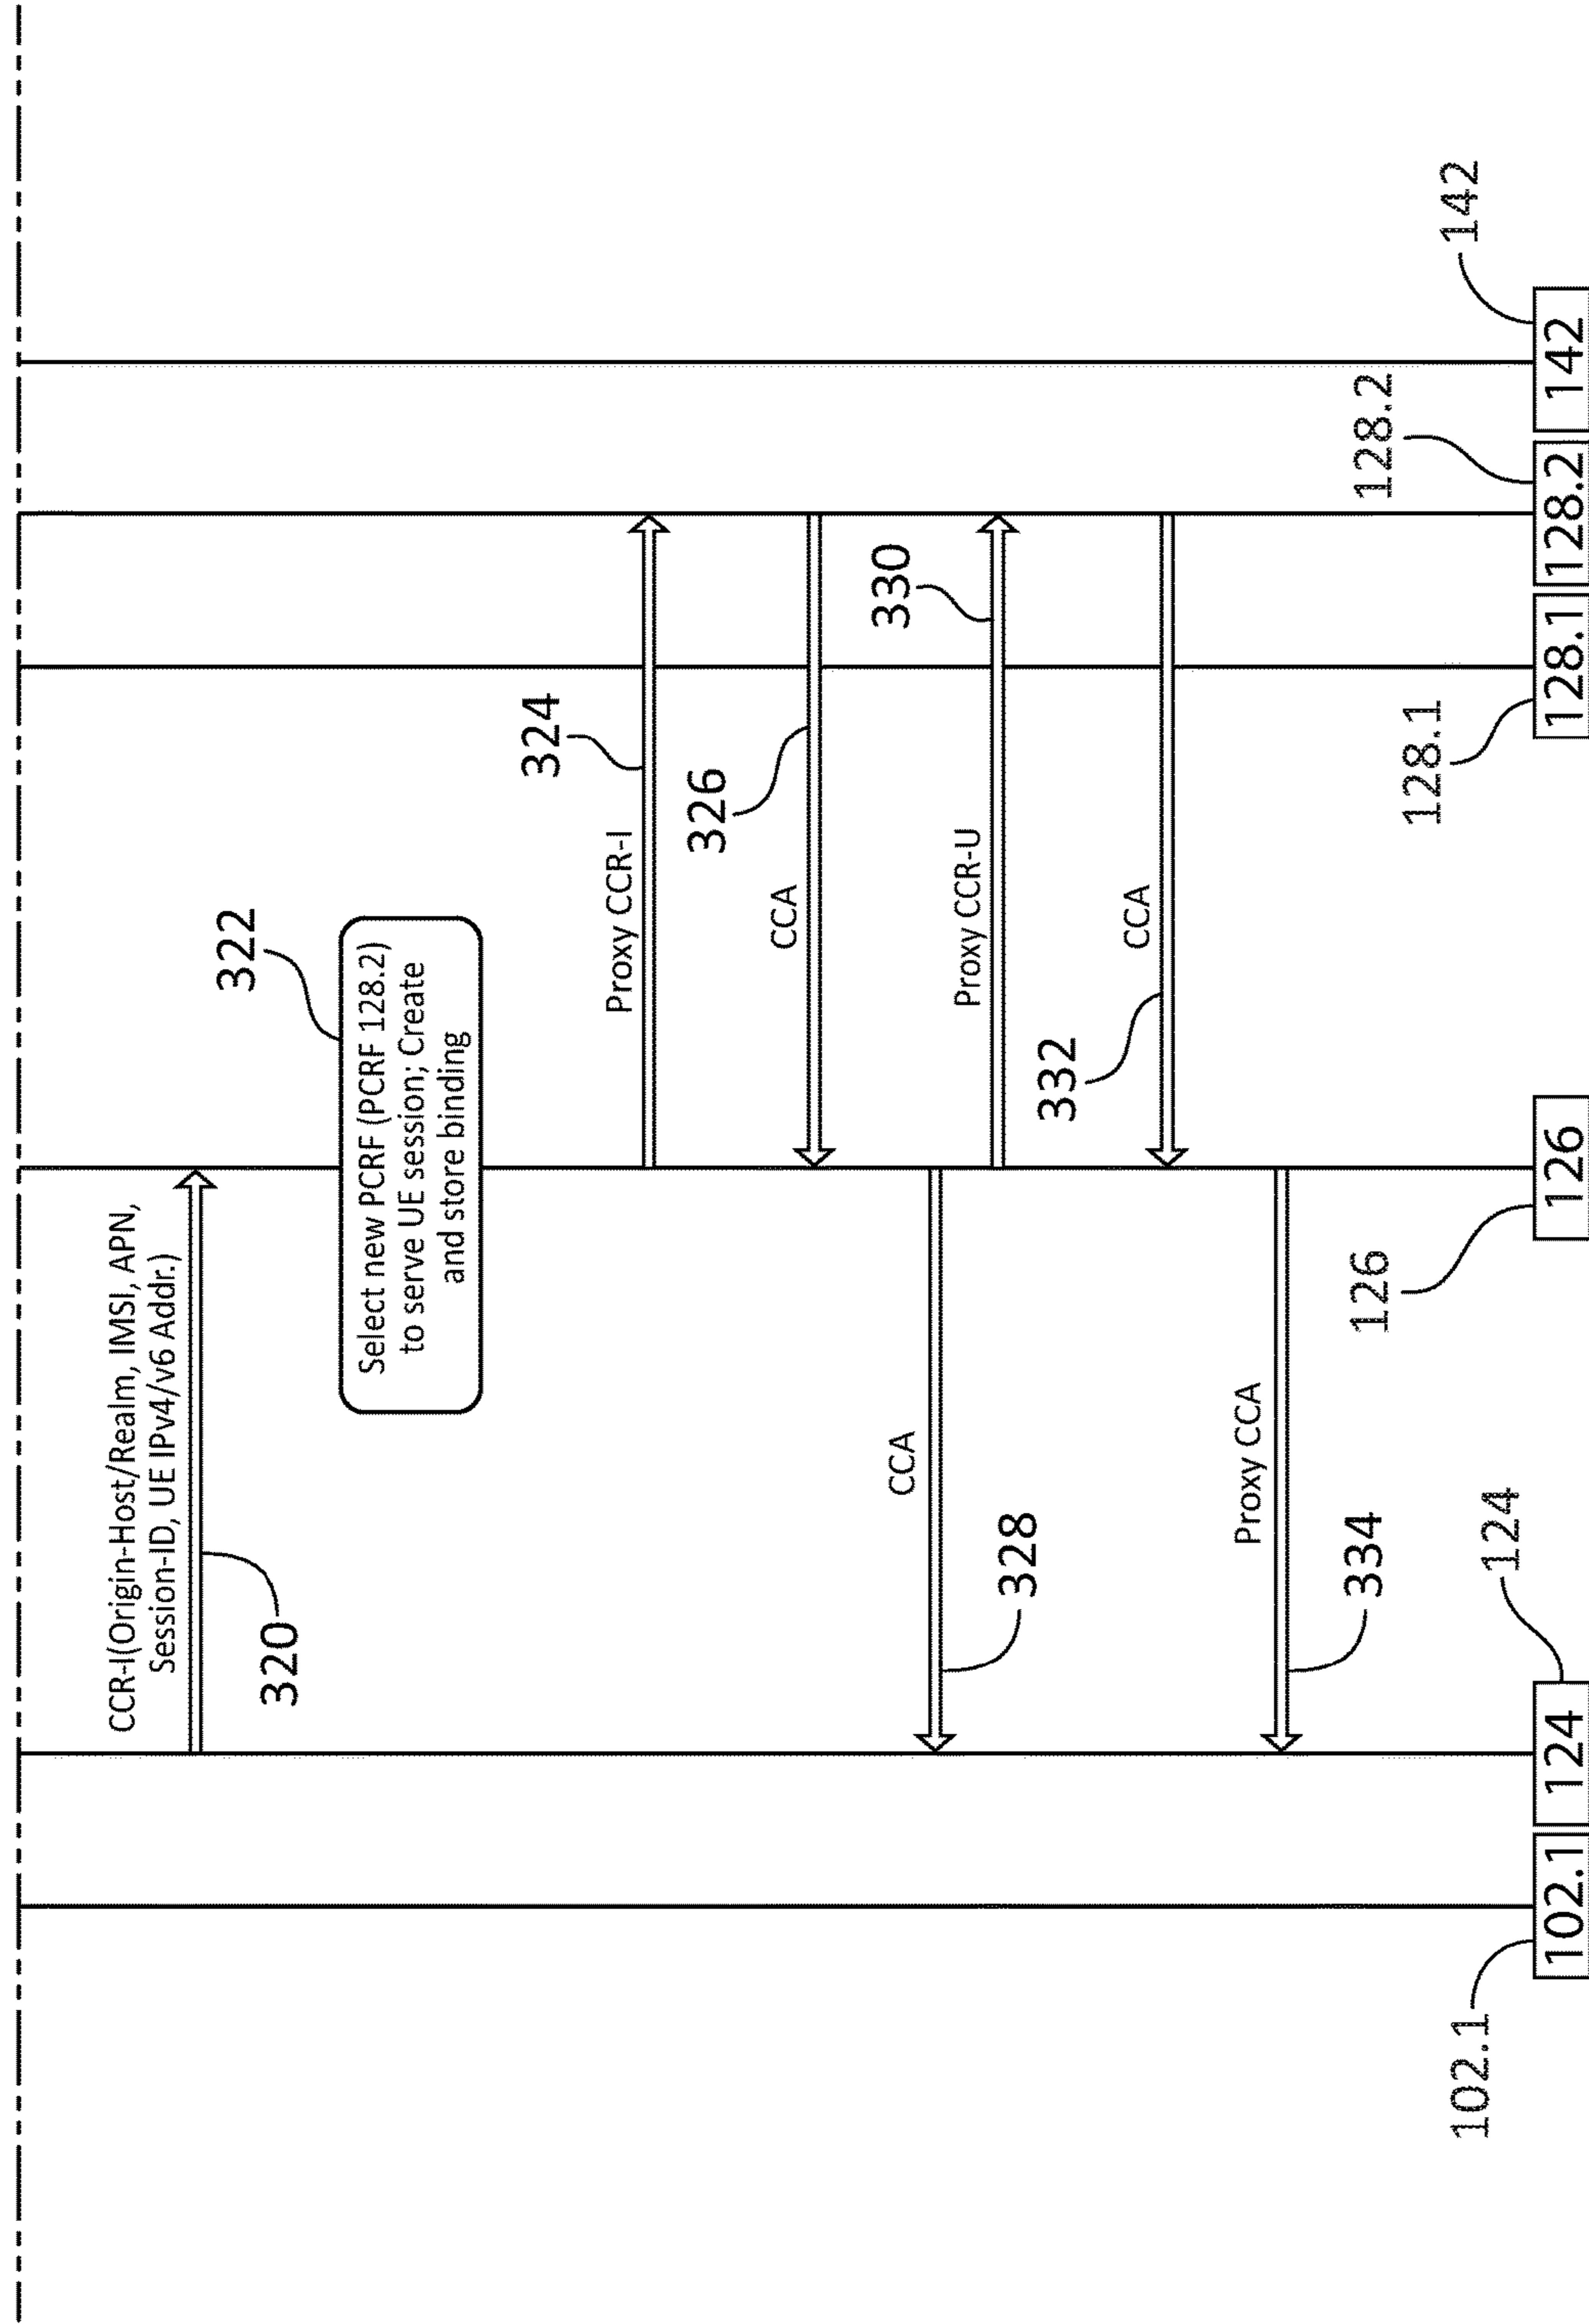 CCR-I(Origin-Host/Realm, IMSI, APN,
Session-ID, UE IPv4/v6 Addr.)
320
322
Select new PCRF (PCRF 128.2)
to serve UE session; Create
and store binding
Proxy CCR-I
324
CCA
326
CCA
328
Proxy CCR-U
330
CCA
332
Proxy CCA
334
102.1
124
126
128.1
128.2
142
102.1
124
126
128.1
128.2
142